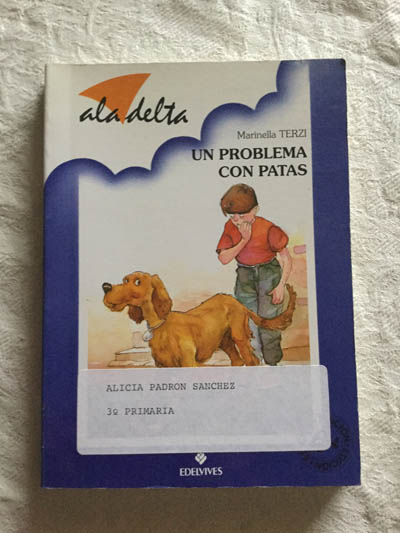 ala delta
Marinella TERZI
UN PROBLEMA
CON PATAS
ALICIA PADRON SANCHEZ
3º PRIMARIA
EDELVIVES